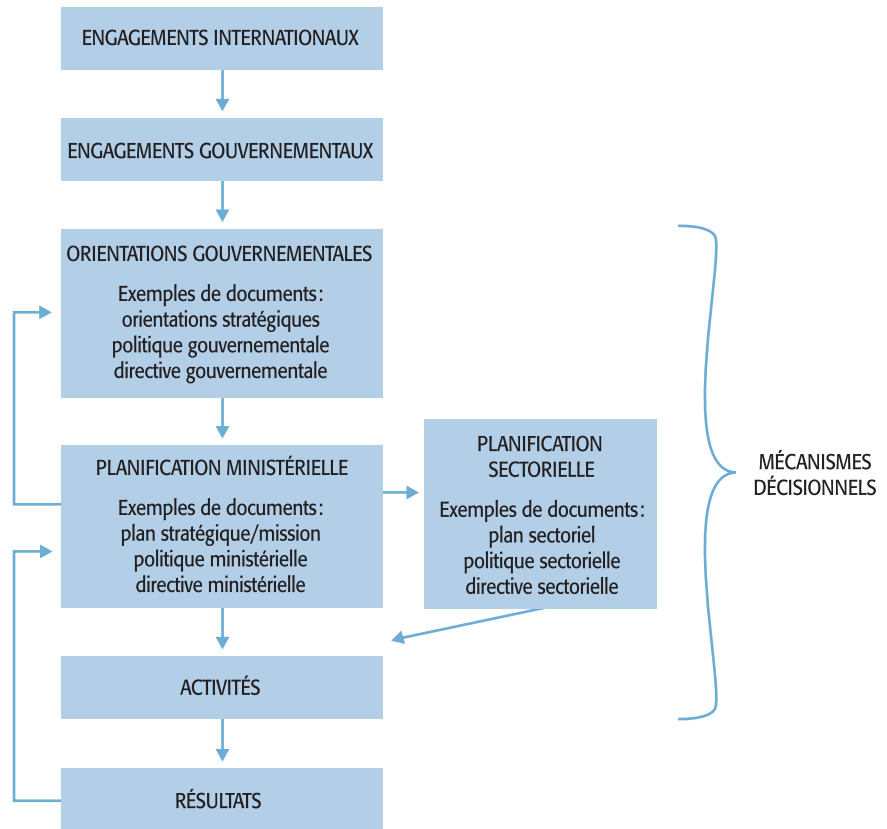 ENGAGEMENTS INTERNATIONAUX
ENGAGEMENTS GOUVERNEMENTAUX
ORIENTATIONS GOUVERNEMENTALES
Exemples de documents :
orientations stratégiques
politique gouvernementale
directive gouvernementale
PLANIFICATION MINISTÉRIELLE
Exemples de documents :
plan stratégique/mission
politique ministérielle
directive ministérielle
PLANIFICATION
SECTORIELLE
Exemples de documents :
plan sectoriel
politique sectorielle
directive sectorielle
MÉCANISMES
DÉCISIONNELS
ACTIVITÉS
RÉSULTATS